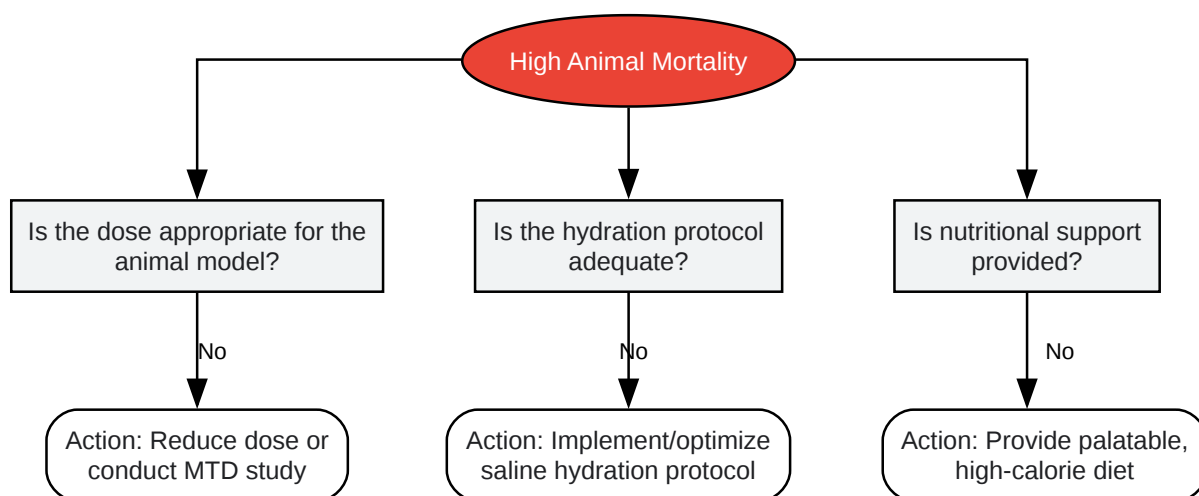 High Animal Mortality
Is the dose appropriate for the
animal model?
Is the hydration protocol
adequate?
Is nutritional support
provided?
No
No
No
Action: Reduce dose or
conduct MTD study
Action: Implement/optimize
saline hydration protocol
Action: Provide palatable,
high-calorie diet